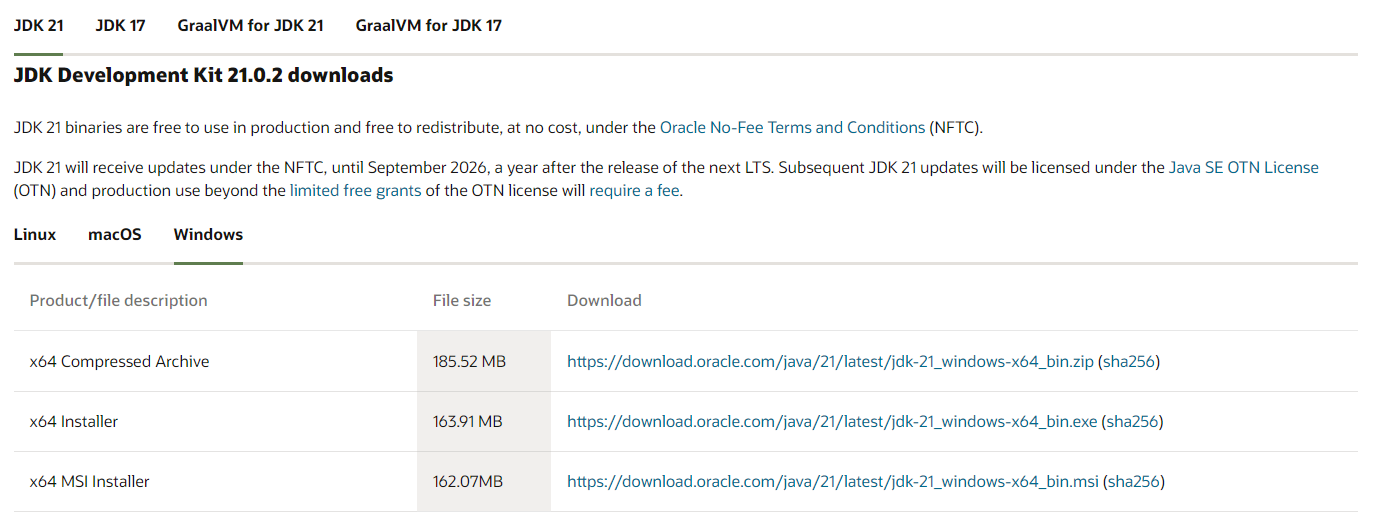 JDK 21 JDK 17 GraalVM for JDK 21 GraalVM for JDK 17
JDK Development Kit 21.0.2 downloads
JDK 21 binaries are free to use in production and free to redistribute, at no cost, under the Oracle No-Fee Terms and Conditions (NFTC).
JDK 21 will receive updates under the NFTC, until September 2026, a year after the release of the next LTS. Subsequent JDK 21 updates will be licensed under the Java SE OTN License
(OTN) and production use beyond the limited free grants of the OTN license will require a fee.
Linux macOS Windows
Product/file description File size Download
x64 Compressed Archive 185.52 MB https://download.oracle.com/java/21/latest/jdk-21_windows-x64_bin.zip (sha256)
x64 Installer 163.91 MB https://download.oracle.com/java/21/latest/jdk-21_windows-x64_bin.exe (sha256)
x64 MSI Installer 162.07MB https://download.oracle.com/java/21/latest/jdk-21_windows-x64_bin.msi (sha256)